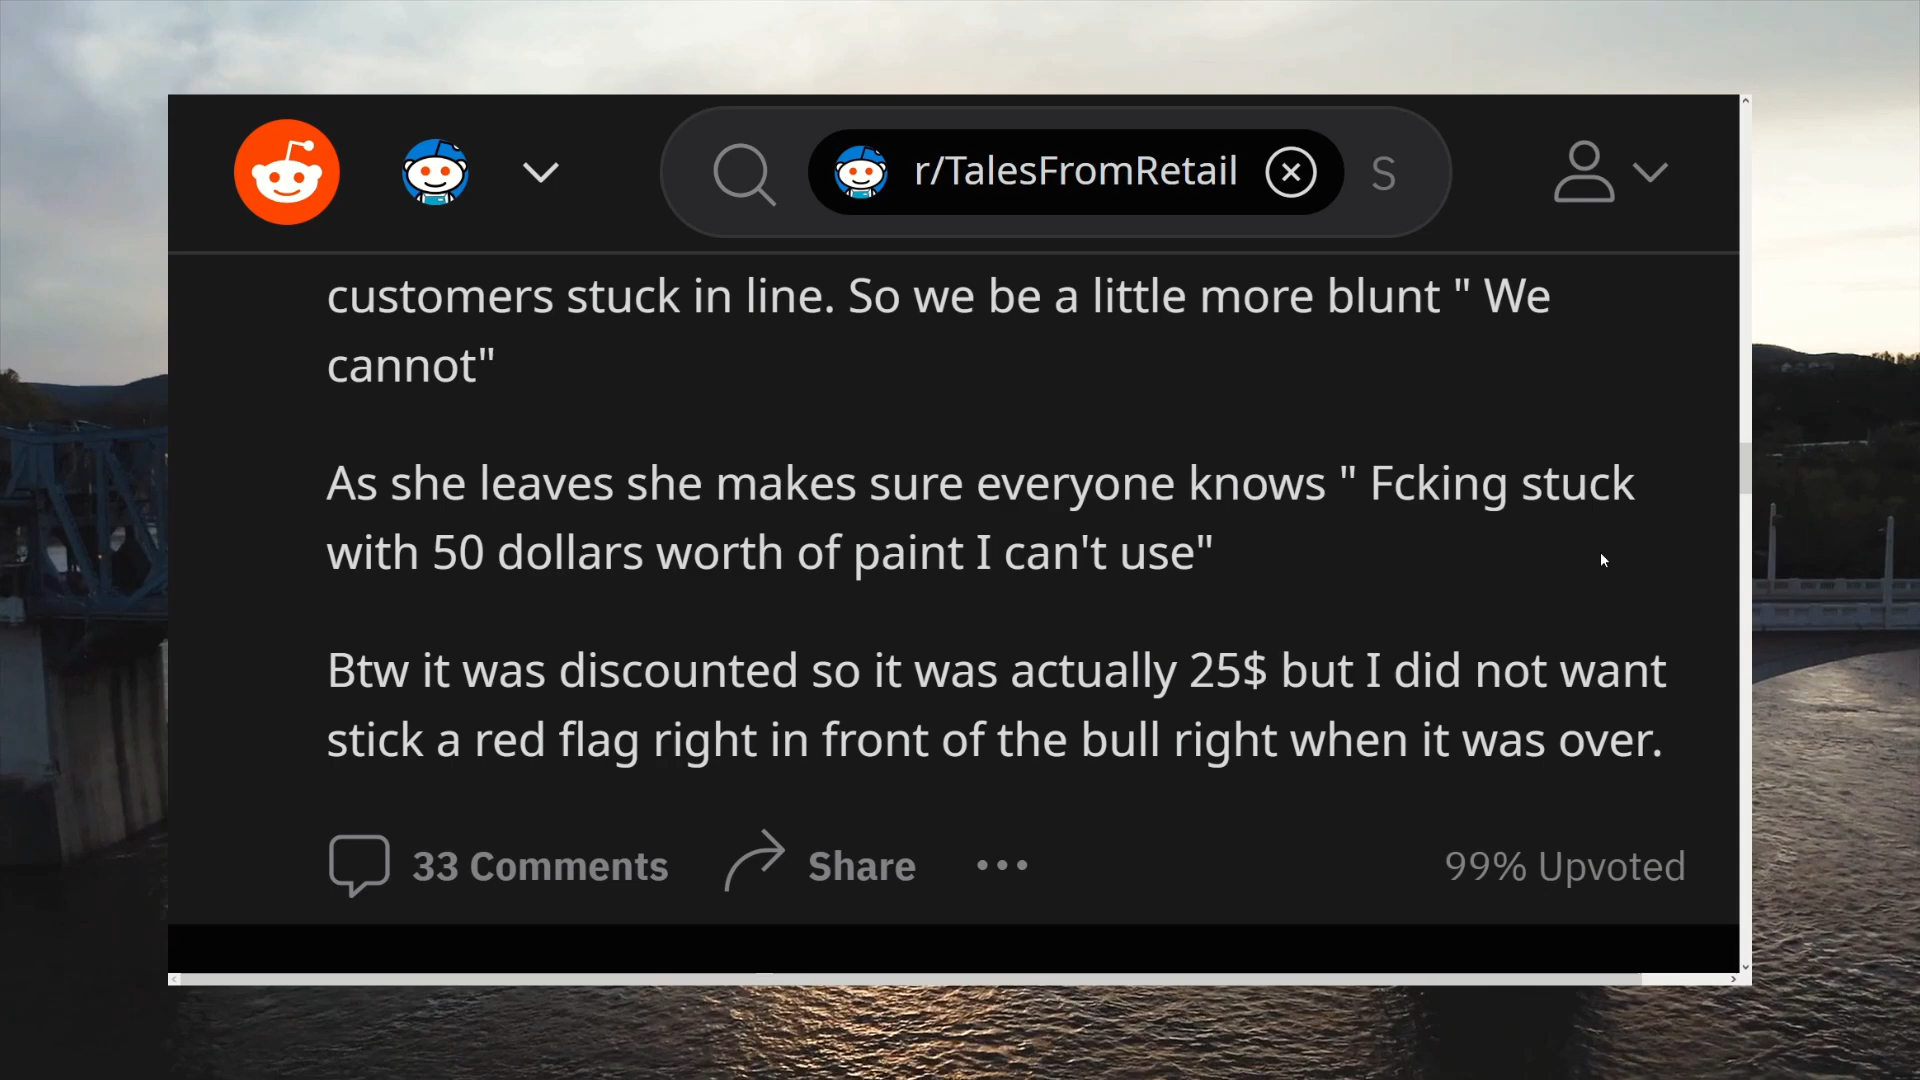 r/TalesFromRetail S
customers stuck in line. So we be a little more blunt " We
cannot"
As she leaves she makes sure everyone knows " Fcking stuck
with 50 dollars worth of paint I can't use"
Btw it was discounted so it was actually 25$ but I did not want
stick a red flag right in front of the bull right when it was over.
33 Comments Share 99% Upvoted